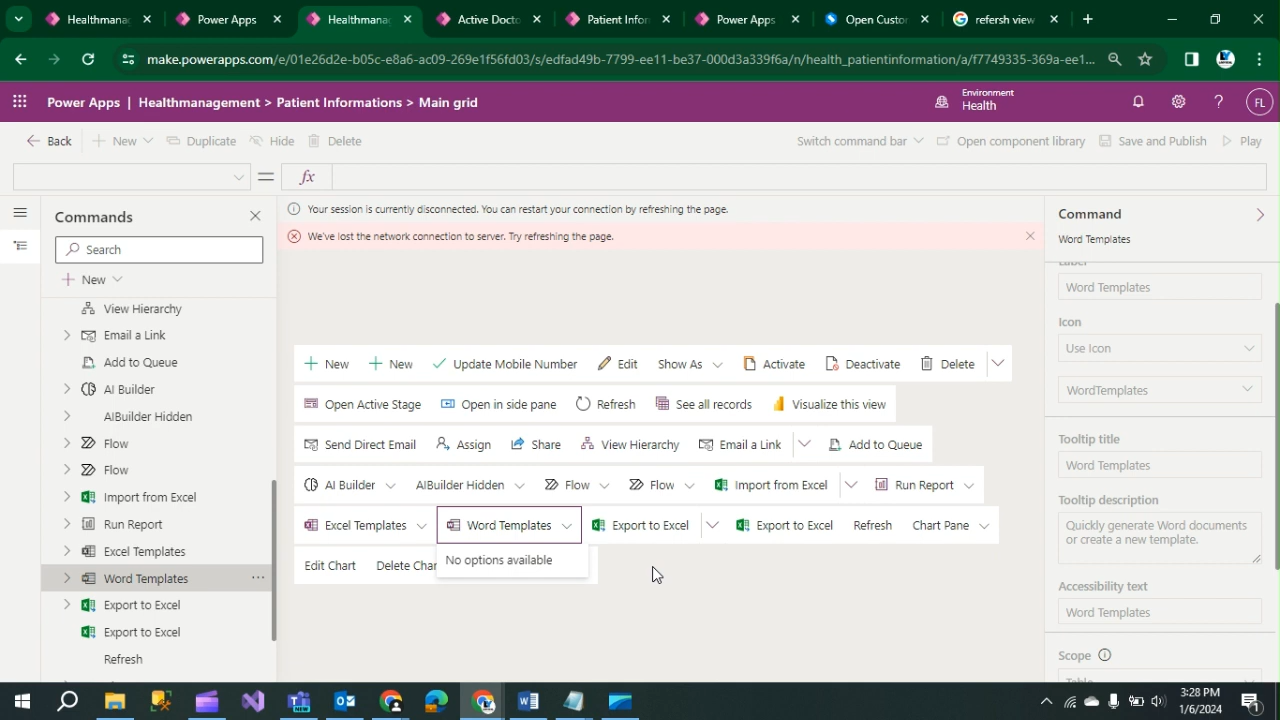 Healthmana
Power Apps
Healthmana
Active Docto
Patient Infor
Power Apps
Open Custo
refersh view
make.powerapps.com/e/01e26d2e-b05c-e8a6-ac09-269e1f56fd03/s/edfad49b-7799-ee11-be37-000d3a339f6a/n/health_patientinformation/a/f7749335-369a-ee1...
Power Apps | Healthmanagement > Patient Informations > Main grid
Environment
Health
? FL
Back New Duplicate Hide Delete Switch command bar Open component library Save and Publish Play
= fx
Commands
Search
New
View Hierarchy
Email a Link
Add to Queue
AI Builder
AIBuilder Hidden
Flow
Flow
Import from Excel
Run Report
Excel Templates
Word Templates ...
Export to Excel
Export to Excel
Refresh
Your session is currently disconnected. You can restart your connection by refreshing the page.
We've lost the network connection to server. Try refreshing the page.
New New Update Mobile Number Edit Show As Activate Deactivate Delete
Open Active Stage Open in side pane Refresh See all records Visualize this view
Send Direct Email Assign Share View Hierarchy Email a Link Add to Queue
AI Builder AIBuilder Hidden Flow Flow Import from Excel Run Report
Excel Templates Word Templates Export to Excel Export to Excel Refresh Chart Pane
Edit Chart Delete Char No options available
Command
Word Templates
Label
Word Templates
Icon
Use Icon
WordTemplates
Tooltip title
Word Templates
Tooltip description
Quickly generate Word documents
or create a new template.
Accessibility text
Word Templates
Scope
Table
3:28 PM
1/6/2024
1